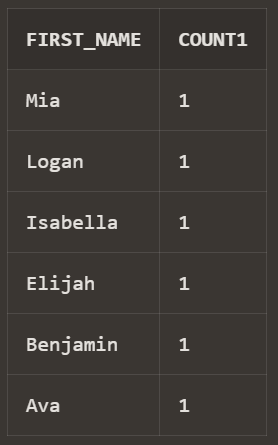 FIRST_NAME COUNT1
Mia 1
Logan 1
Isabella 1
Elijah 1
Benjamin 1
Ava 1